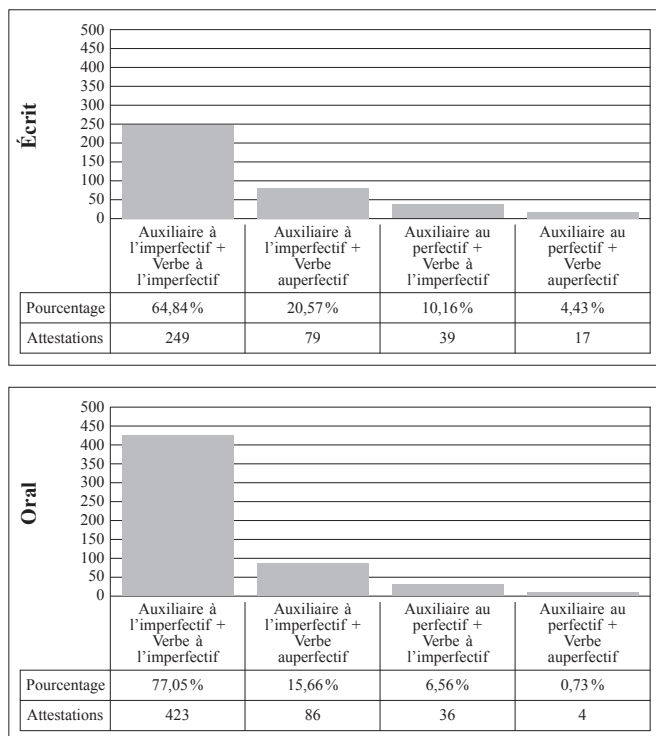 Écrit
500
450
400
350
300
250
200
150
100
50
0
Auxiliaire à l’imperfectif + Verbe à l’imperfectif
Auxiliaire à l’imperfectif + Verbe auperfectif
Auxiliaire au perfectif + Verbe à l’imperfectif
Auxiliaire au perfectif + Verbe auperfectif
Pourcentage 64,84 % 20,57 % 10,16 % 4,43 %
Attestations 249 79 39 17
Oral
500
450
400
350
300
250
200
150
100
50
0
Auxiliaire à l’imperfectif + Verbe à l’imperfectif
Auxiliaire à l’imperfectif + Verbe auperfectif
Auxiliaire au perfectif + Verbe à l’imperfectif
Auxiliaire au perfectif + Verbe auperfectif
Pourcentage 77,05 % 15,66 % 6,56 % 0,73 %
Attestations 423 86 36 4